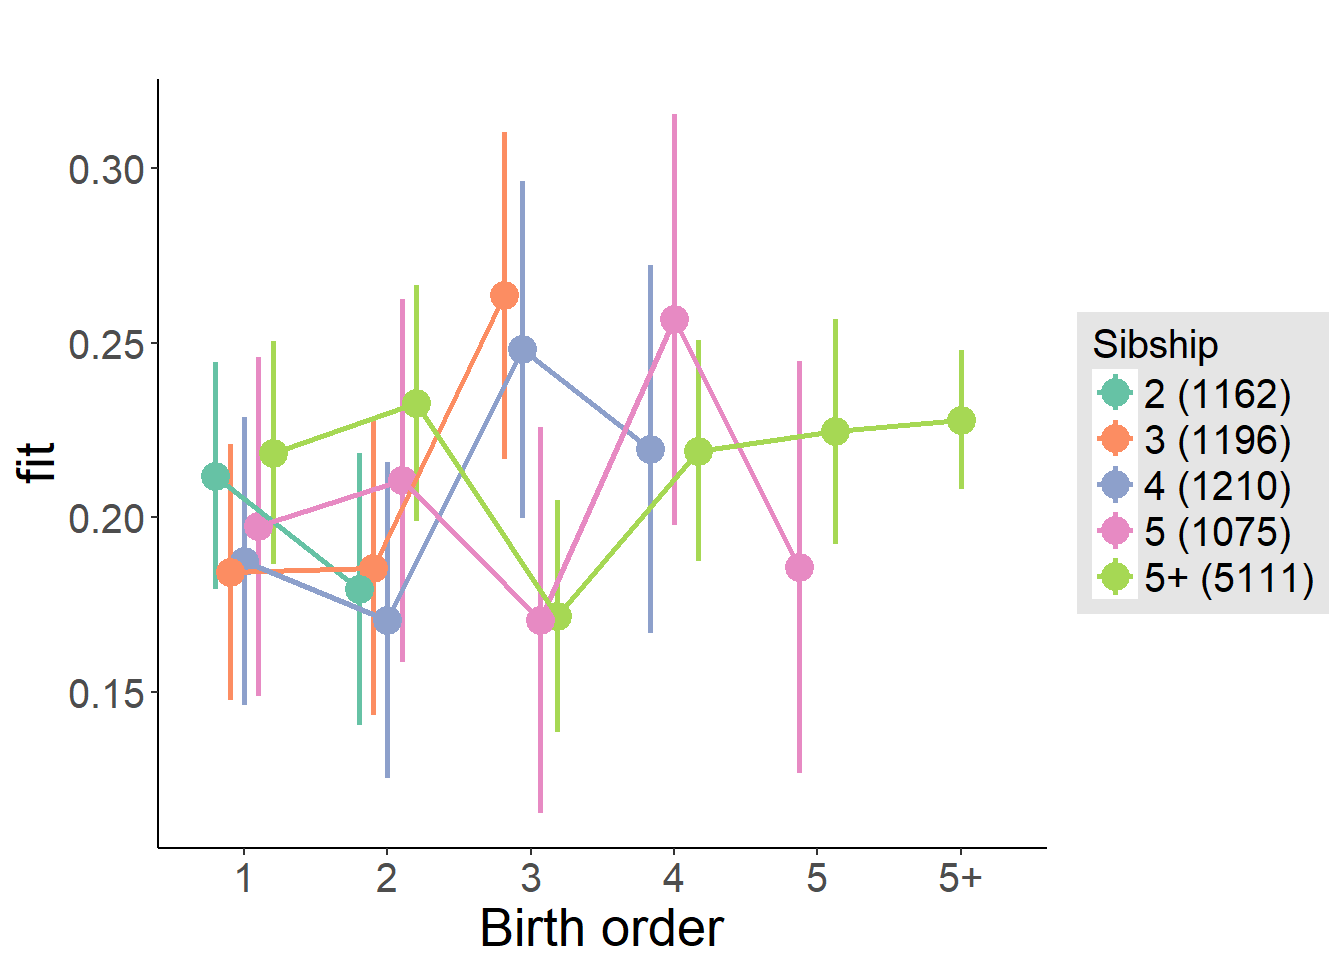 0.30
0.25
0.20
0.15
fit
1 2 3 4 5 5+
Birth order
Sibship
2 (1162)
3 (1196)
4 (1210)
5 (1075)
5+ (5111)